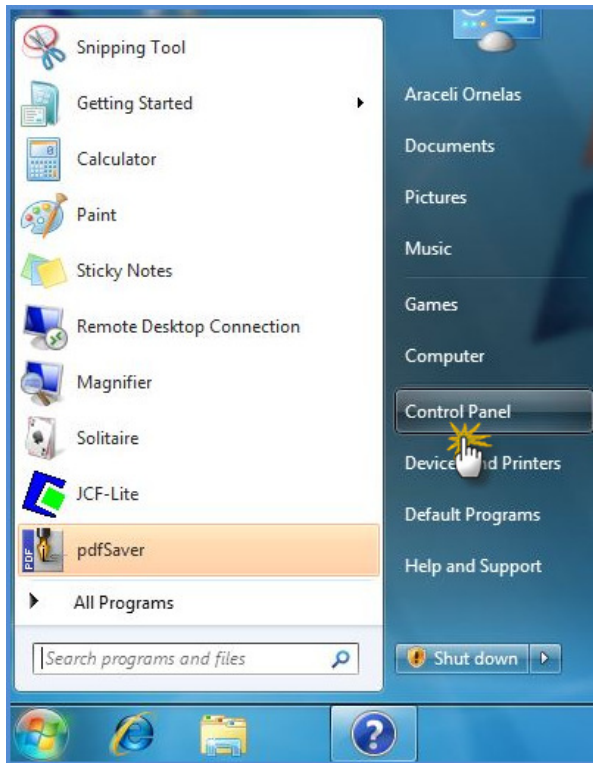 Snipping Tool
Getting Started
Calculator
Paint
Sticky Notes
Remote Desktop Connection
Magnifier
Solitaire
JCF-Lite
PDF
pdfSaver
All Programs
Search programs and files
Araceli Ornelas
Documents
Pictures
Music
Games
Computer
Control Panel
Devices and Printers
Default Programs
Help and Support
Shut down
?